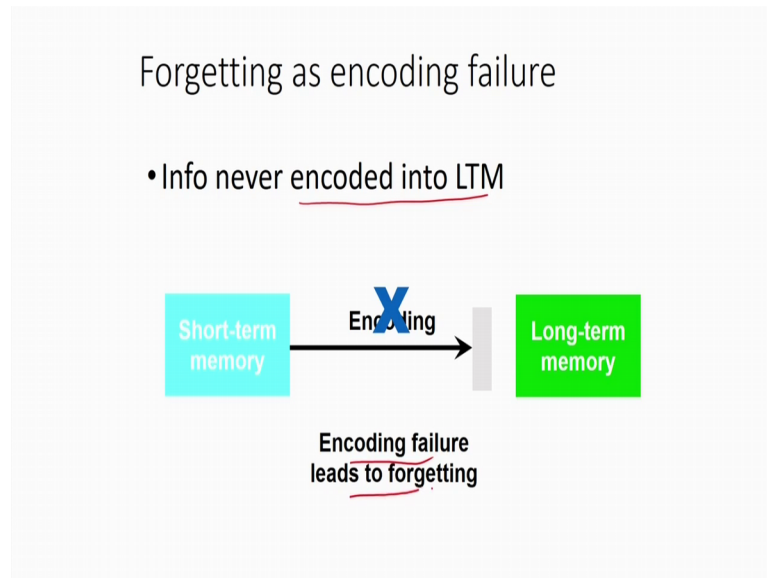 Forgetting as encoding failure
•Info never encoded into LTM
X
Encoding
Short-term
memory
Long-term
memory
Encoding failure
leads to forgetting